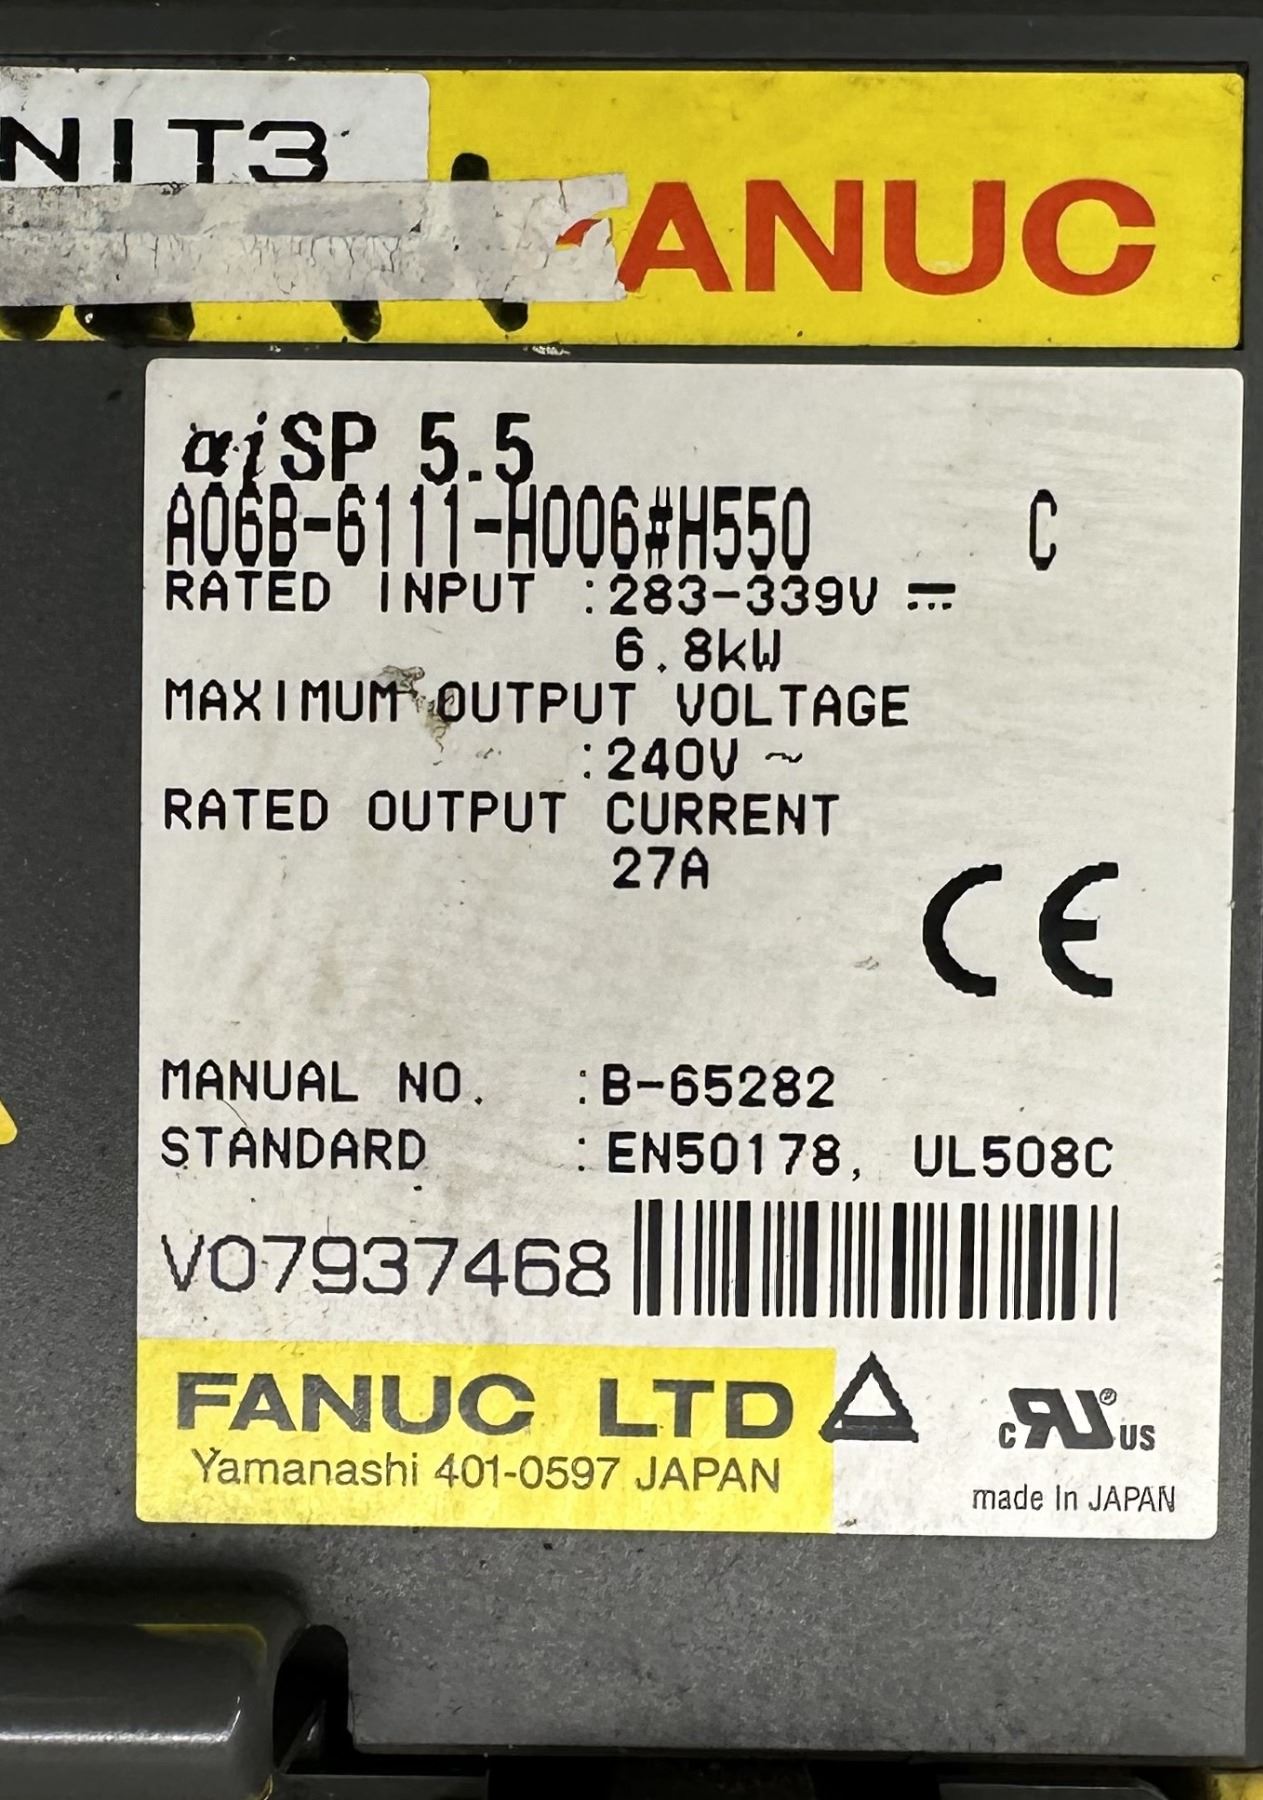 NIT3
ANUC
αiSP 5.5
A06B-6111-H006#H550 C
RATED INPUT :283-339V ⎓
6.8kW
MAXIMUM OUTPUT VOLTAGE
:240V ~
RATED OUTPUT CURRENT
27A
CE
MANUAL NO. :B-65282
STANDARD :EN50178, UL508C
V07937468
FANUC LTD
Yamanashi 401-0597 JAPAN
c RU® US
made in JAPAN